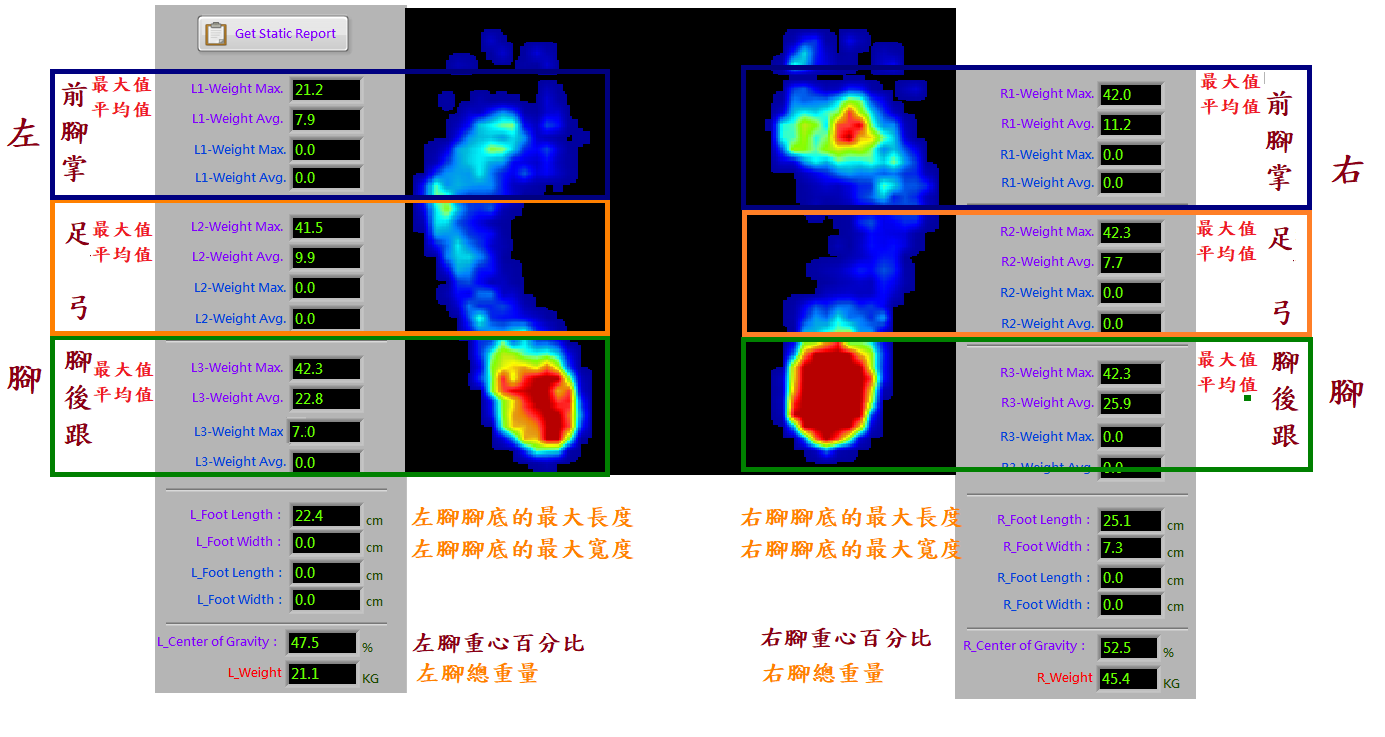 Get Static Report
左
腳
前腳掌
最大值
平均值
L1-Weight Max. 21.2
L1-Weight Avg. 7.9
L1-Weight Max. 0.0
L1-Weight Avg. 0.0
足弓
最大值
平均值
L2-Weight Max. 41.5
L2-Weight Avg. 9.9
L2-Weight Max. 0.0
L2-Weight Avg. 0.0
腳後跟
最大值
平均值
L3-Weight Max. 42.3
L3-Weight Avg. 22.8
L3-Weight Max 7..0
L3-Weight Avg. 0.0
L_Foot Length : 22.4 cm
L_Foot Width : 0.0 cm
L_Foot Length : 0.0 cm
L_Foot Width : 0.0 cm
左腳腳底的最大長度
左腳腳底的最大寬度
L_Center of Gravity : 47.5 %
L_Weight 21.1 KG
左腳重心百分比
左腳總重量
R1-Weight Max. 42.0
R1-Weight Avg. 11.2
R1-Weight Max. 0.0
R1-Weight Avg. 0.0
最大值
平均值
前腳掌
R2-Weight Max. 42.3
R2-Weight Avg. 7.7
R2-Weight Max. 0.0
R2-Weight Avg. 0.0
最大值
平均值
足弓
R3-Weight Max. 42.3
R3-Weight Avg. 25.9
R3-Weight Max. 0.0
R3-Weight Avg. 0.0
最大值
平均值
腳後跟
右
腳
右腳腳底的最大長度
右腳腳底的最大寬度
R_Foot Length : 25.1 cm
R_Foot Width : 7.3 cm
R_Foot Length : 0.0 cm
R_Foot Width : 0.0 cm
右腳重心百分比
右腳總重量
R_Center of Gravity : 52.5 %
R_Weight 45.4 KG